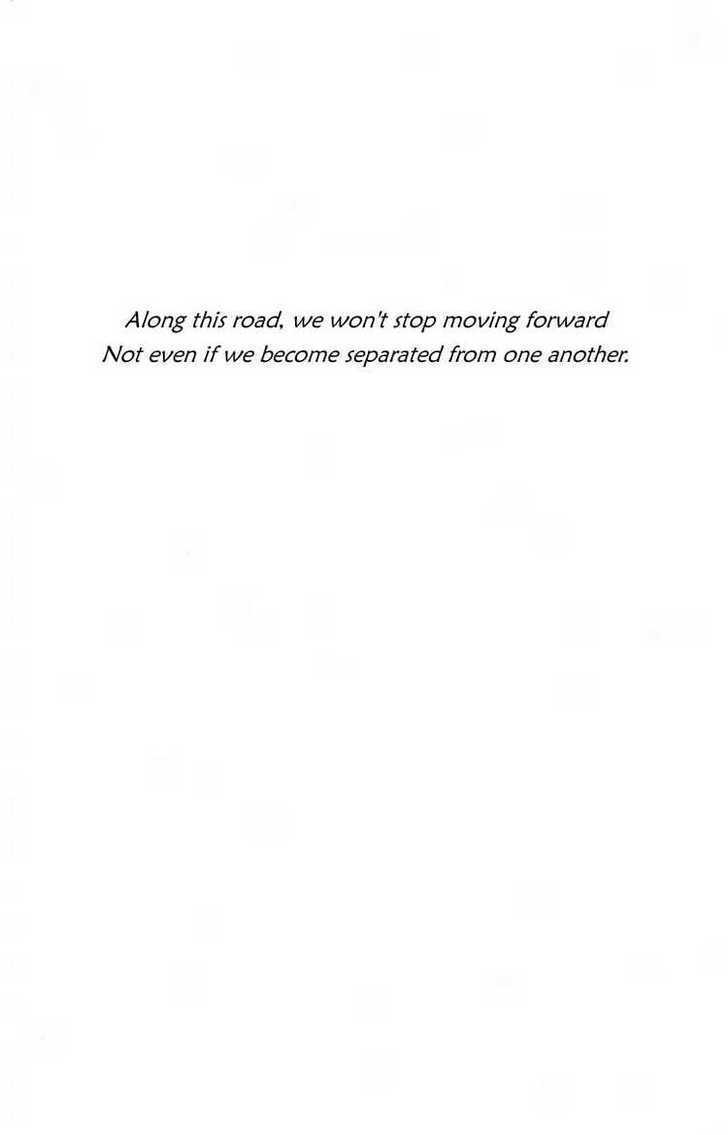 Along this road, we won't stop moving forward
Not even if we become separated from one another.